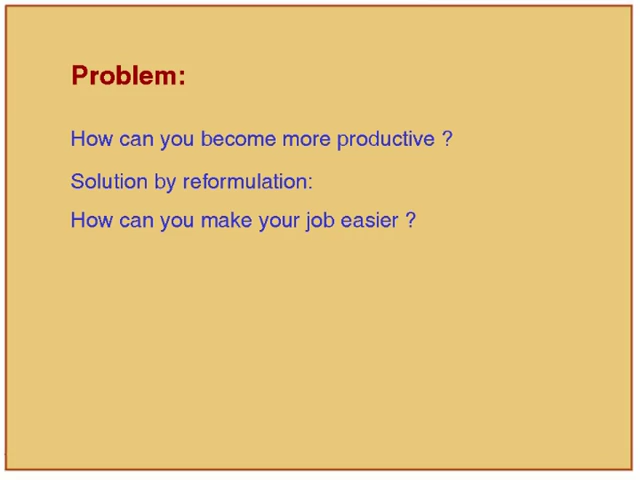 Problem:
How can you become more productive ?
Solution by reformulation:
How can you make your job easier ?